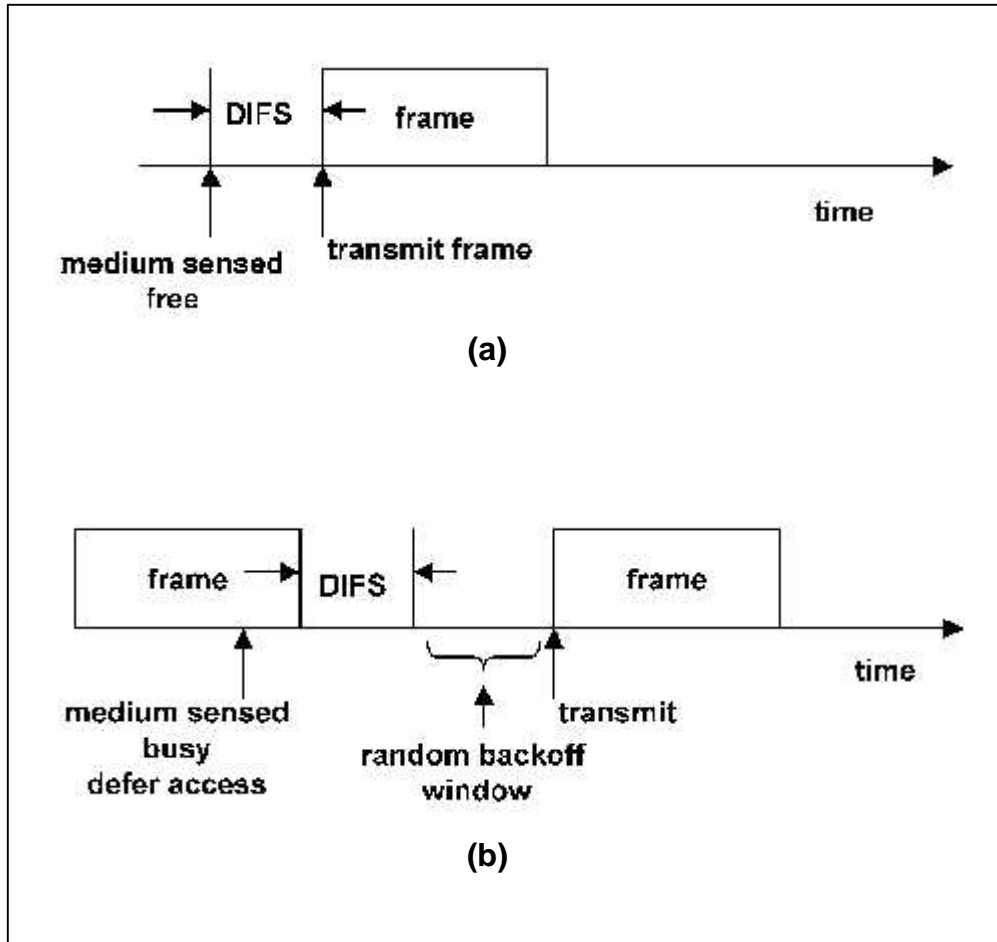 DIFS
frame
time
medium sensed
free
transmit frame
(a)
frame
DIFS
frame
time
medium sensed
busy
defer access
random backoff
window
transmit
(b)